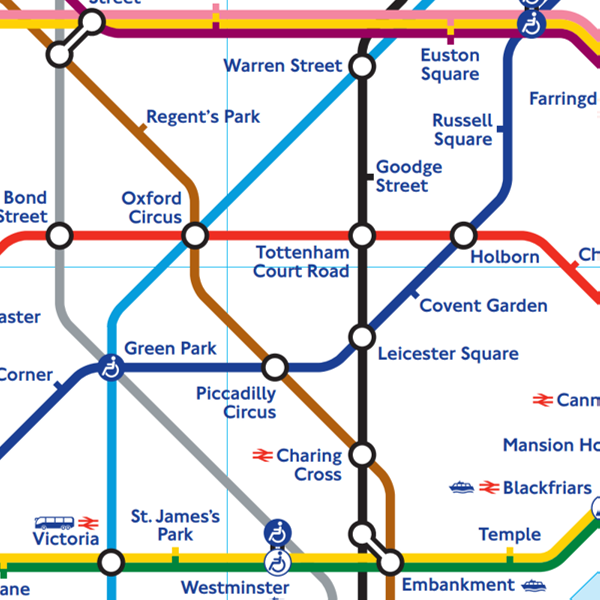 Street
Warren Street
Euston
Square
Farringd
Regent's Park
Russell
Square
Goodge
Street
Bond
Street
Oxford
Circus
Tottenham
Court Road
Holborn
Ch
Covent Garden
aster
Green Park
Leicester Square
Corner
Piccadilly
Circus
Cann
Charing
Cross
Mansion Ho
Blackfriars
St. James's
Park
Victoria
Temple
ane
Westminster
Embankment